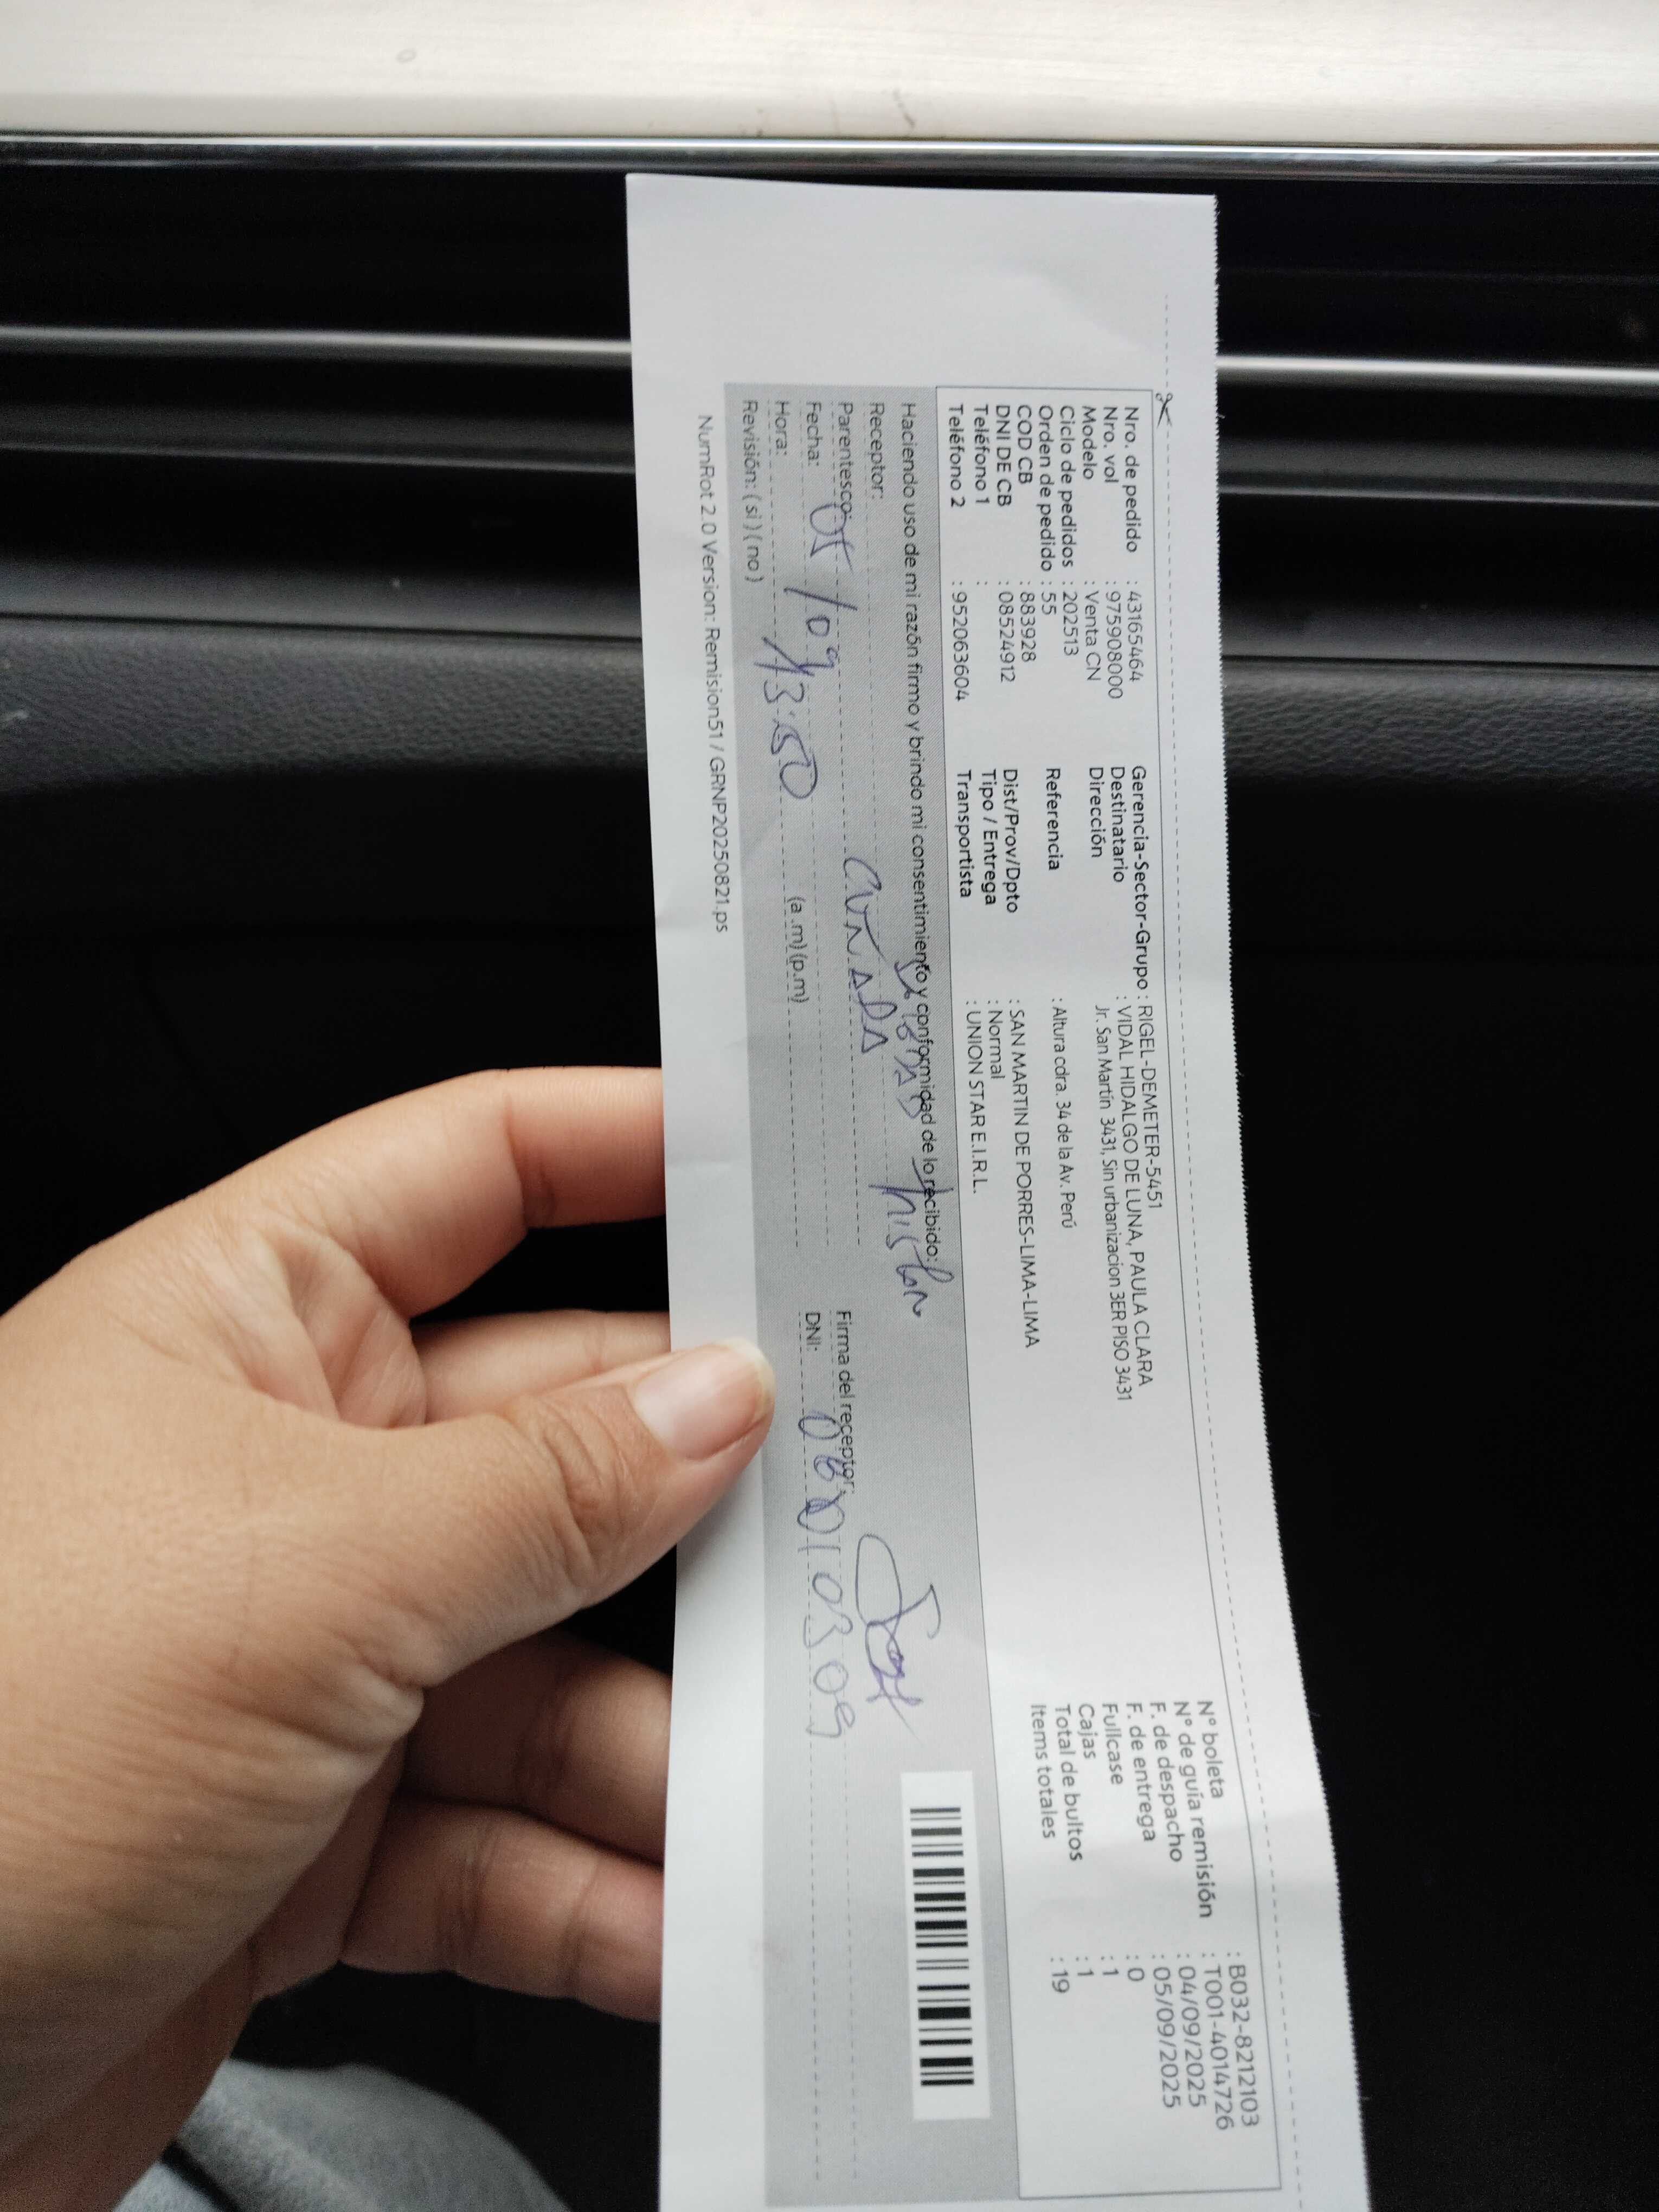 Nro. de pedido : 43165464
Nro. vol : 975908000
Modelo : Venta CN
Ciclo de pedidos : 202513
Orden de pedido : 55
COD CB : 883928
DNI DE CB : 08524912
Teléfono 1 :
Teléfono 2 : 952063604
Gerencia-Sector-Grupo : RIGEL-DEMETER-5451
Destinatario : VIDAL HIDALGO DE LUNA, PAULA CLARA
Dirección Jr. San Martín 3431, Sin urbanizacion 3ER PISO 3431
Referencia : Altura cdra. 34 de la Av. Perú
Dist/Prov/Dpto : SAN MARTIN DE PORRES-LIMA-LIMA
Tipo / Entrega : Normal
Transportista : UNION STAR E.I.R.L.
N° boleta : B032-8212103
N° de guía remisión : T001-4014726
F. de despacho : 04/09/2025
F. de entrega : 05/09/2025
Fullcase : 0
Cajas : 1
Total de bultos : 1
Items totales : 19
Haciendo uso de mi razón firmo y brindo mi consentimiento y conformidad de lo recibido:
Receptor:
Parentesco:
Fecha: 05/09
Hora: 13:50 (a.m)(p.m)
Revisión: (si) (no)
Firma del receptor:
DNI:
NumRot 2.0 Version: Remision51 / GRNP20250821.ps